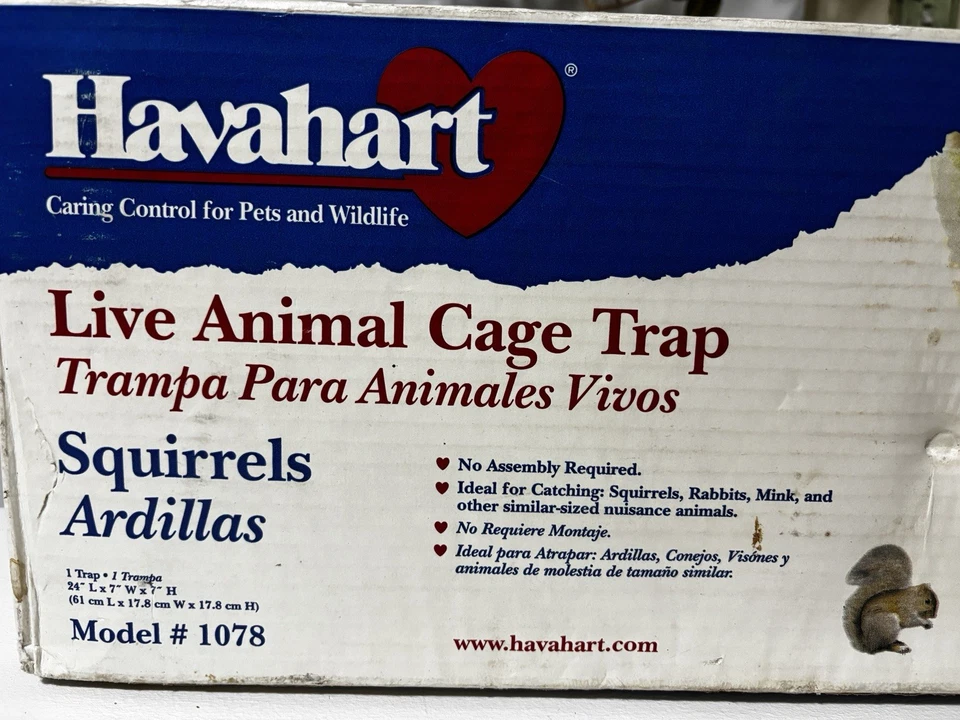 Havahart®
Caring Control for Pets and Wildlife
Live Animal Cage Trap
Trampa Para Animales Vivos
Squirrels
Ardillas
1 Trap • 1 Trampa
24" L x 7" W x 7" H
(61 cm L x 17.8 cm W x 17.8 cm H)
Model # 1078
No Assembly Required.
Ideal for Catching: Squirrels, Rabbits, Mink, and
other similar-sized nuisance animals.
No Requiere Montaje.
Ideal para Atrapar: Ardillas, Conejos, Visónes y
animales de molestia de tamaño similar.
www.havahart.com